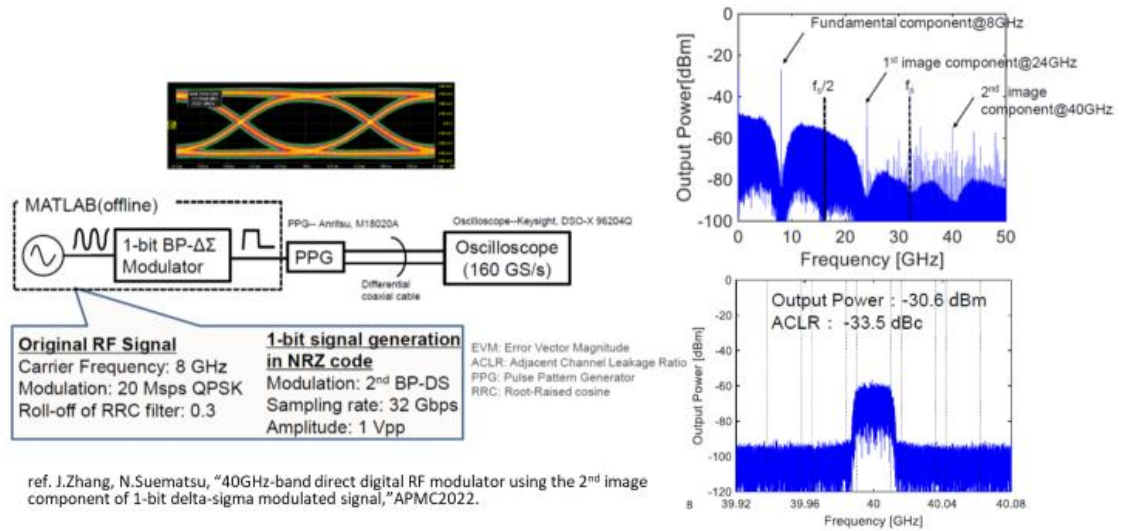 MATLAB(offline)
1-bit BP-ΔΣ
Modulator
PPG-- Anritsu, M18020A
PPG
Differential
coaxial cable
Oscilloscope--Keysight, DSO-X 96204Q
Oscilloscope
(160 GS/s)
Original RF Signal
Carrier Frequency: 8 GHz
Modulation: 20 Msps QPSK
Roll-off of RRC filter: 0.3
1-bit signal generation
in NRZ code
Modulation: 2nd BP-DS
Sampling rate: 32 Gbps
Amplitude: 1 Vpp
EVM: Error Vector Magnitude
ACLR: Adjacent Channel Leakage Ratio
PPG: Pulse Pattern Generator
RRC: Root-Raised cosine
ref. J.Zhang, N.Suematsu, “40GHz-band direct digital RF modulator using the 2nd image
component of 1-bit delta-sigma modulated signal,”APMC2022.
Output Power[dBm]
0
-20
-40
-60
-80
-100
Fundamental component@8GHz
1st image component@24GHz
fs/2
fs
2nd image
component@40GHz
0 10 20 30 40 50
Frequency [GHz]
Output Power : -30.6 dBm
ACLR : -33.5 dBc
Output Power [dBm]
0
-20
-40
-60
-80
-100
-120
39.92 39.96 40 40.04 40.08
Frequency [GHz]
8